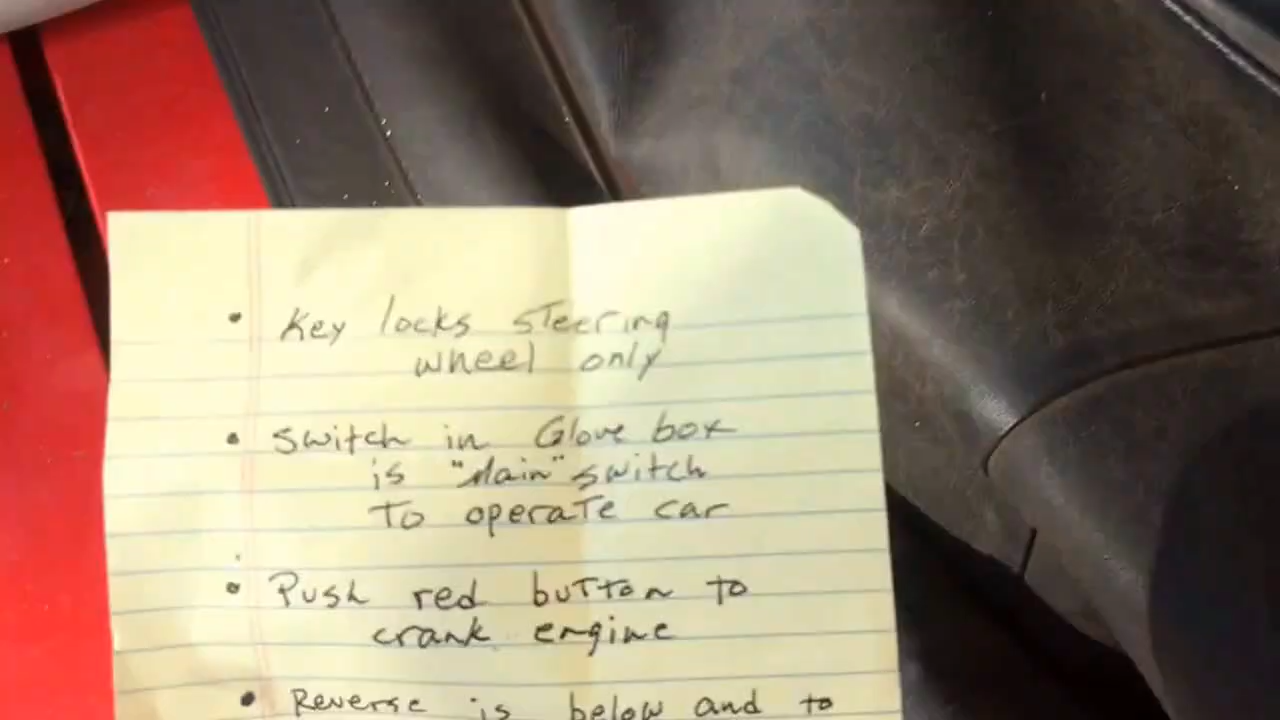 • Key locks steering
wheel only
• Switch in Glove box
is "Main" switch
To operate car
• Push red button to
crank engine
• Reverse is below and to